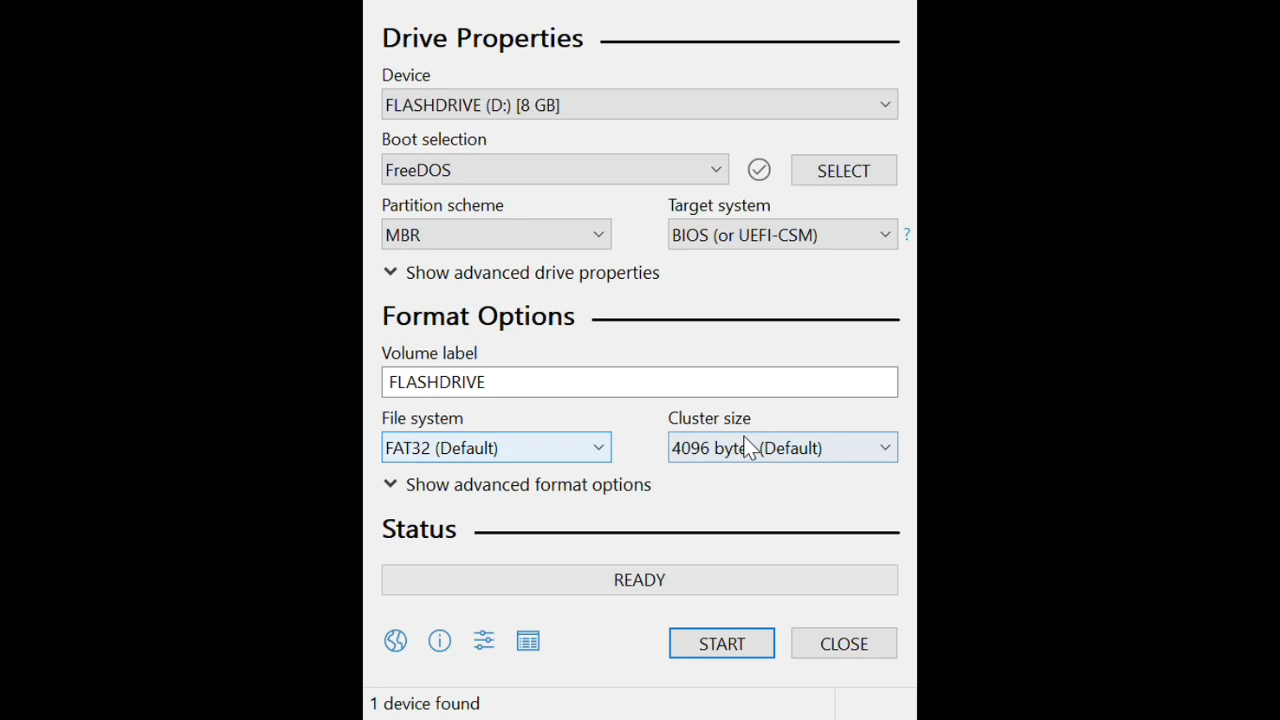 Drive Properties
Device
FLASHDRIVE (D:) [8 GB]
Boot selection
FreeDOS
SELECT
Partition scheme
Target system
MBR
BIOS (or UEFI-CSM)
?
Show advanced drive properties
Format Options
Volume label
FLASHDRIVE
File system
Cluster size
FAT32 (Default)
4096 bytes (Default)
Show advanced format options
Status
READY
START
CLOSE
1 device found